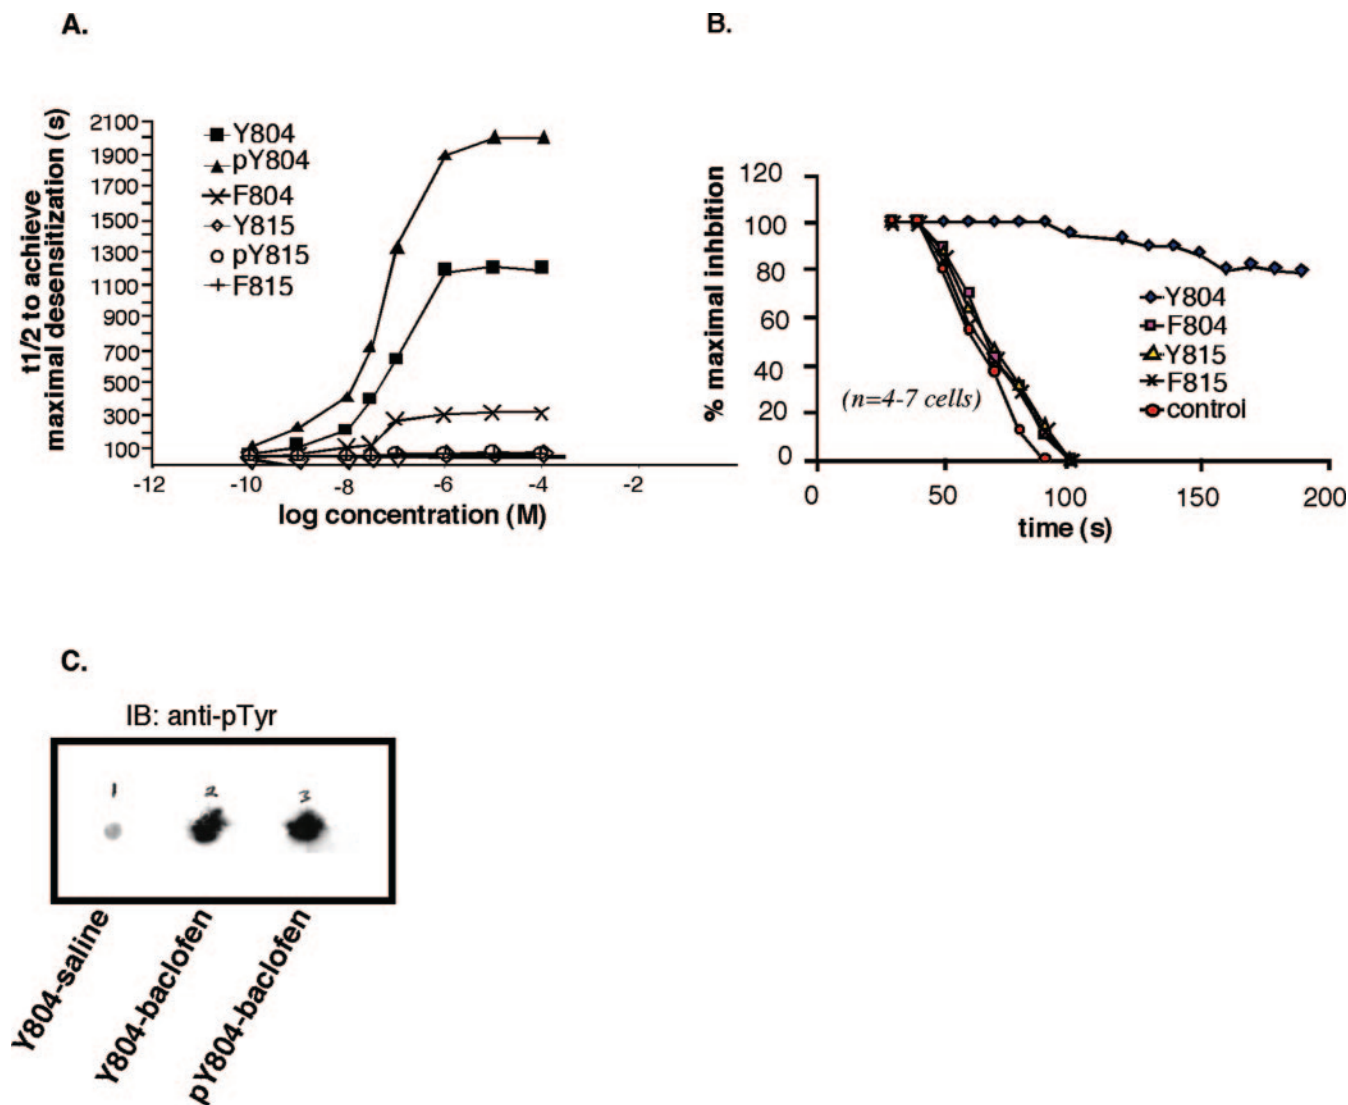 A.
t1/2 to achieve
maximal desensitization (s)
2100
1900
1700
1500
1300
1100
900
700
500
300
100
Y804
pY804
F804
Y815
pY815
F815
-12
-10
-8
-6
-4
-2
log concentration (M)
B.
% maximal inhbition
120
100
80
60
40
20
0
(n=4-7 cells)
Y804
F804
Y815
F815
control
0
50
100
150
200
time (s)
C.
IB: anti-pTyr
1
2
3
Y804-saline
Y804-baclofen
pY804-baclofen